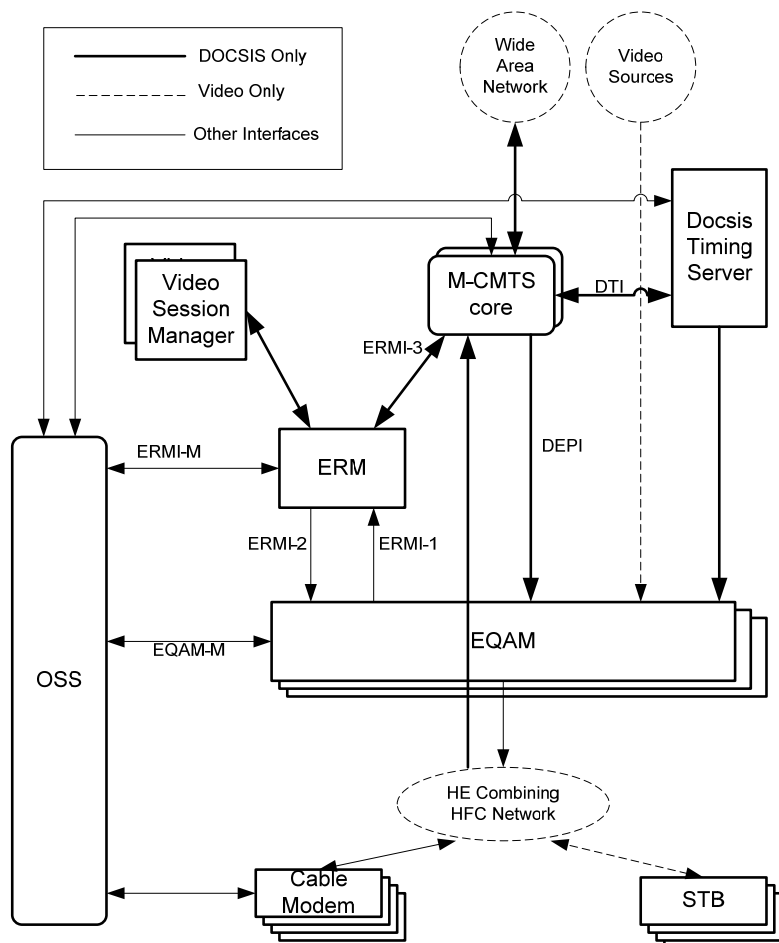 DOCSIS Only
Video Only
Other Interfaces
Wide
Area
Network
Video
Sources
Docsis
Timing
Server
Video
Session
Manager
M-CMTS
core
DTI
ERMI-3
ERMI-M
ERM
DEPI
ERMI-2
ERMI-1
EQAM
EQAM-M
OSS
HE Combining
HFC Network
Cable
Modem
STB